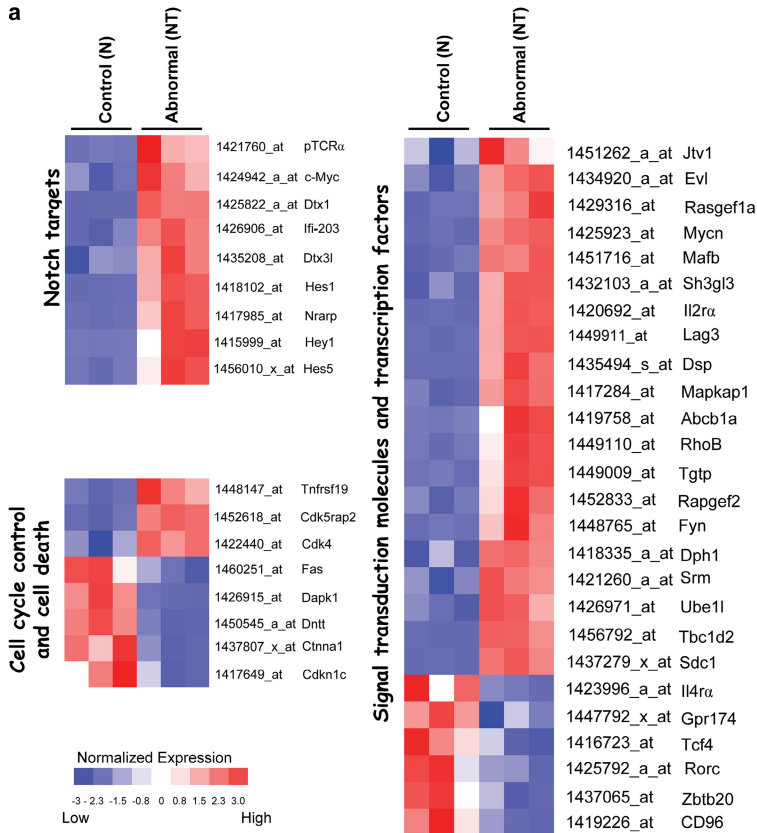 a
Control (N)
Abnormal (NT)
Notch targets
1421760_at pTCRα
1424942_a_at c-Myc
1425822_a_at Dtx1
1426906_at Ifi-203
1435208_at Dtx3l
1418102_at Hes1
1417985_at Nrarp
1415999_at Hey1
1456010_x_at Hes5
Cell cycle control
and cell death
1448147_at Tnfrsf19
1452618_at Cdk5rap2
1422440_at Cdk4
1460251_at Fas
1426915_at Dapk1
1450545_a_at Dntt
1437807_x_at Ctnna1
1417649_at Cdkn1c
Normalized Expression
-3 -2.3 -1.5 -0.8 0 0.8 1.5 2.3 3.0
Low High
Control (N)
Abnormal (NT)
Signal transduction molecules and transcription factors
1451262_a_at Jtv1
1434920_a_at Evl
1429316_at Rasgef1a
1425923_at Mycn
1451716_at Mafb
1432103_a_at Sh3gl3
1420692_at Il2rα
1449911_at Lag3
1435494_s_at Dsp
1417284_at Mapkap1
1419758_at Abcb1a
1449110_at RhoB
1449009_at Tgtp
1452833_at Rapgef2
1448765_at Fyn
1418335_a_at Dph1
1421260_a_at Srm
1426971_at Ube1l
1456792_at Tbc1d2
1437279_x_at Sdc1
1423996_a_at Il4rα
1447792_x_at Gpr174
1416723_at Tcf4
1425792_a_at Rorc
1437065_at Zbtb20
1419226_at CD96